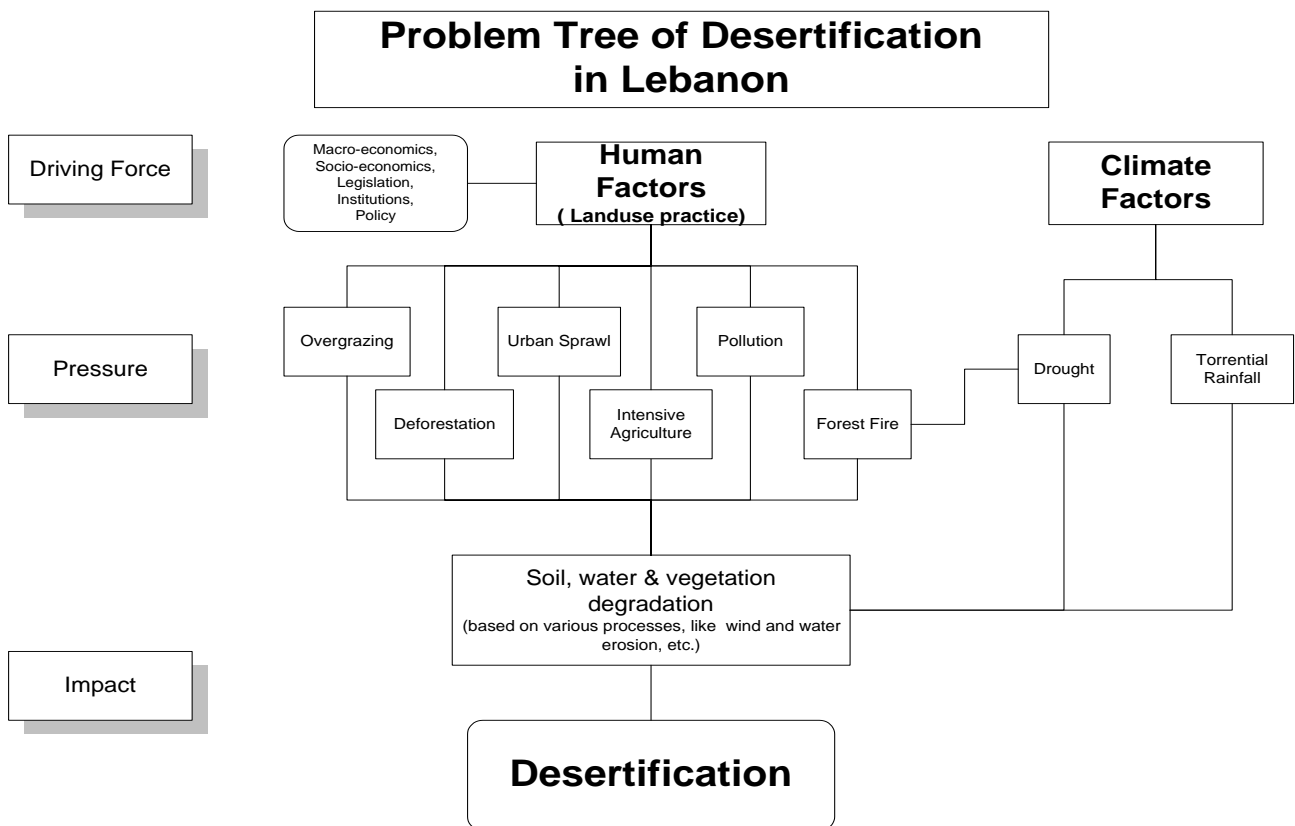 Problem Tree of Desertification
in Lebanon
Driving Force
Macro-economics,
Socio-economics,
Legislation,
Institutions,
Policy
Human
Factors
( Landuse practice)
Climate
Factors
Pressure
Overgrazing
Urban Sprawl
Pollution
Drought
Torrential
Rainfall
Deforestation
Intensive
Agriculture
Forest Fire
Soil, water & vegetation
degradation
(based on various processes, like wind and water
erosion, etc.)
Impact
Desertification